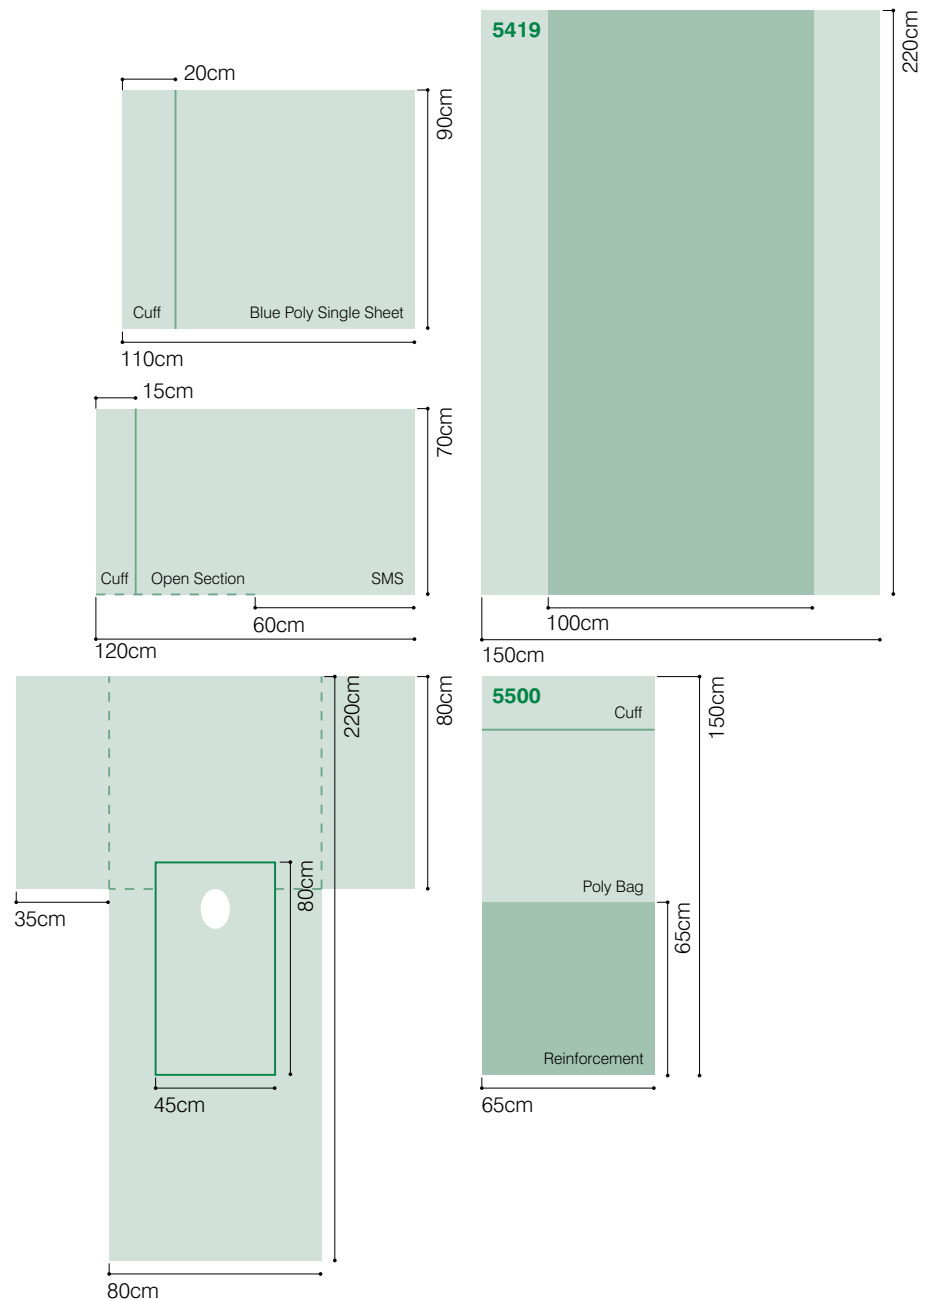 20cm
90cm
Cuff
Blue Poly Single Sheet
110cm
15cm
70cm
Cuff
Open Section
SMS
60cm
120cm
5419
220cm
100cm
150cm
220cm
80cm
35cm
80cm
45cm
80cm
5500
Cuff
150cm
Poly Bag
65cm
Reinforcement
65cm